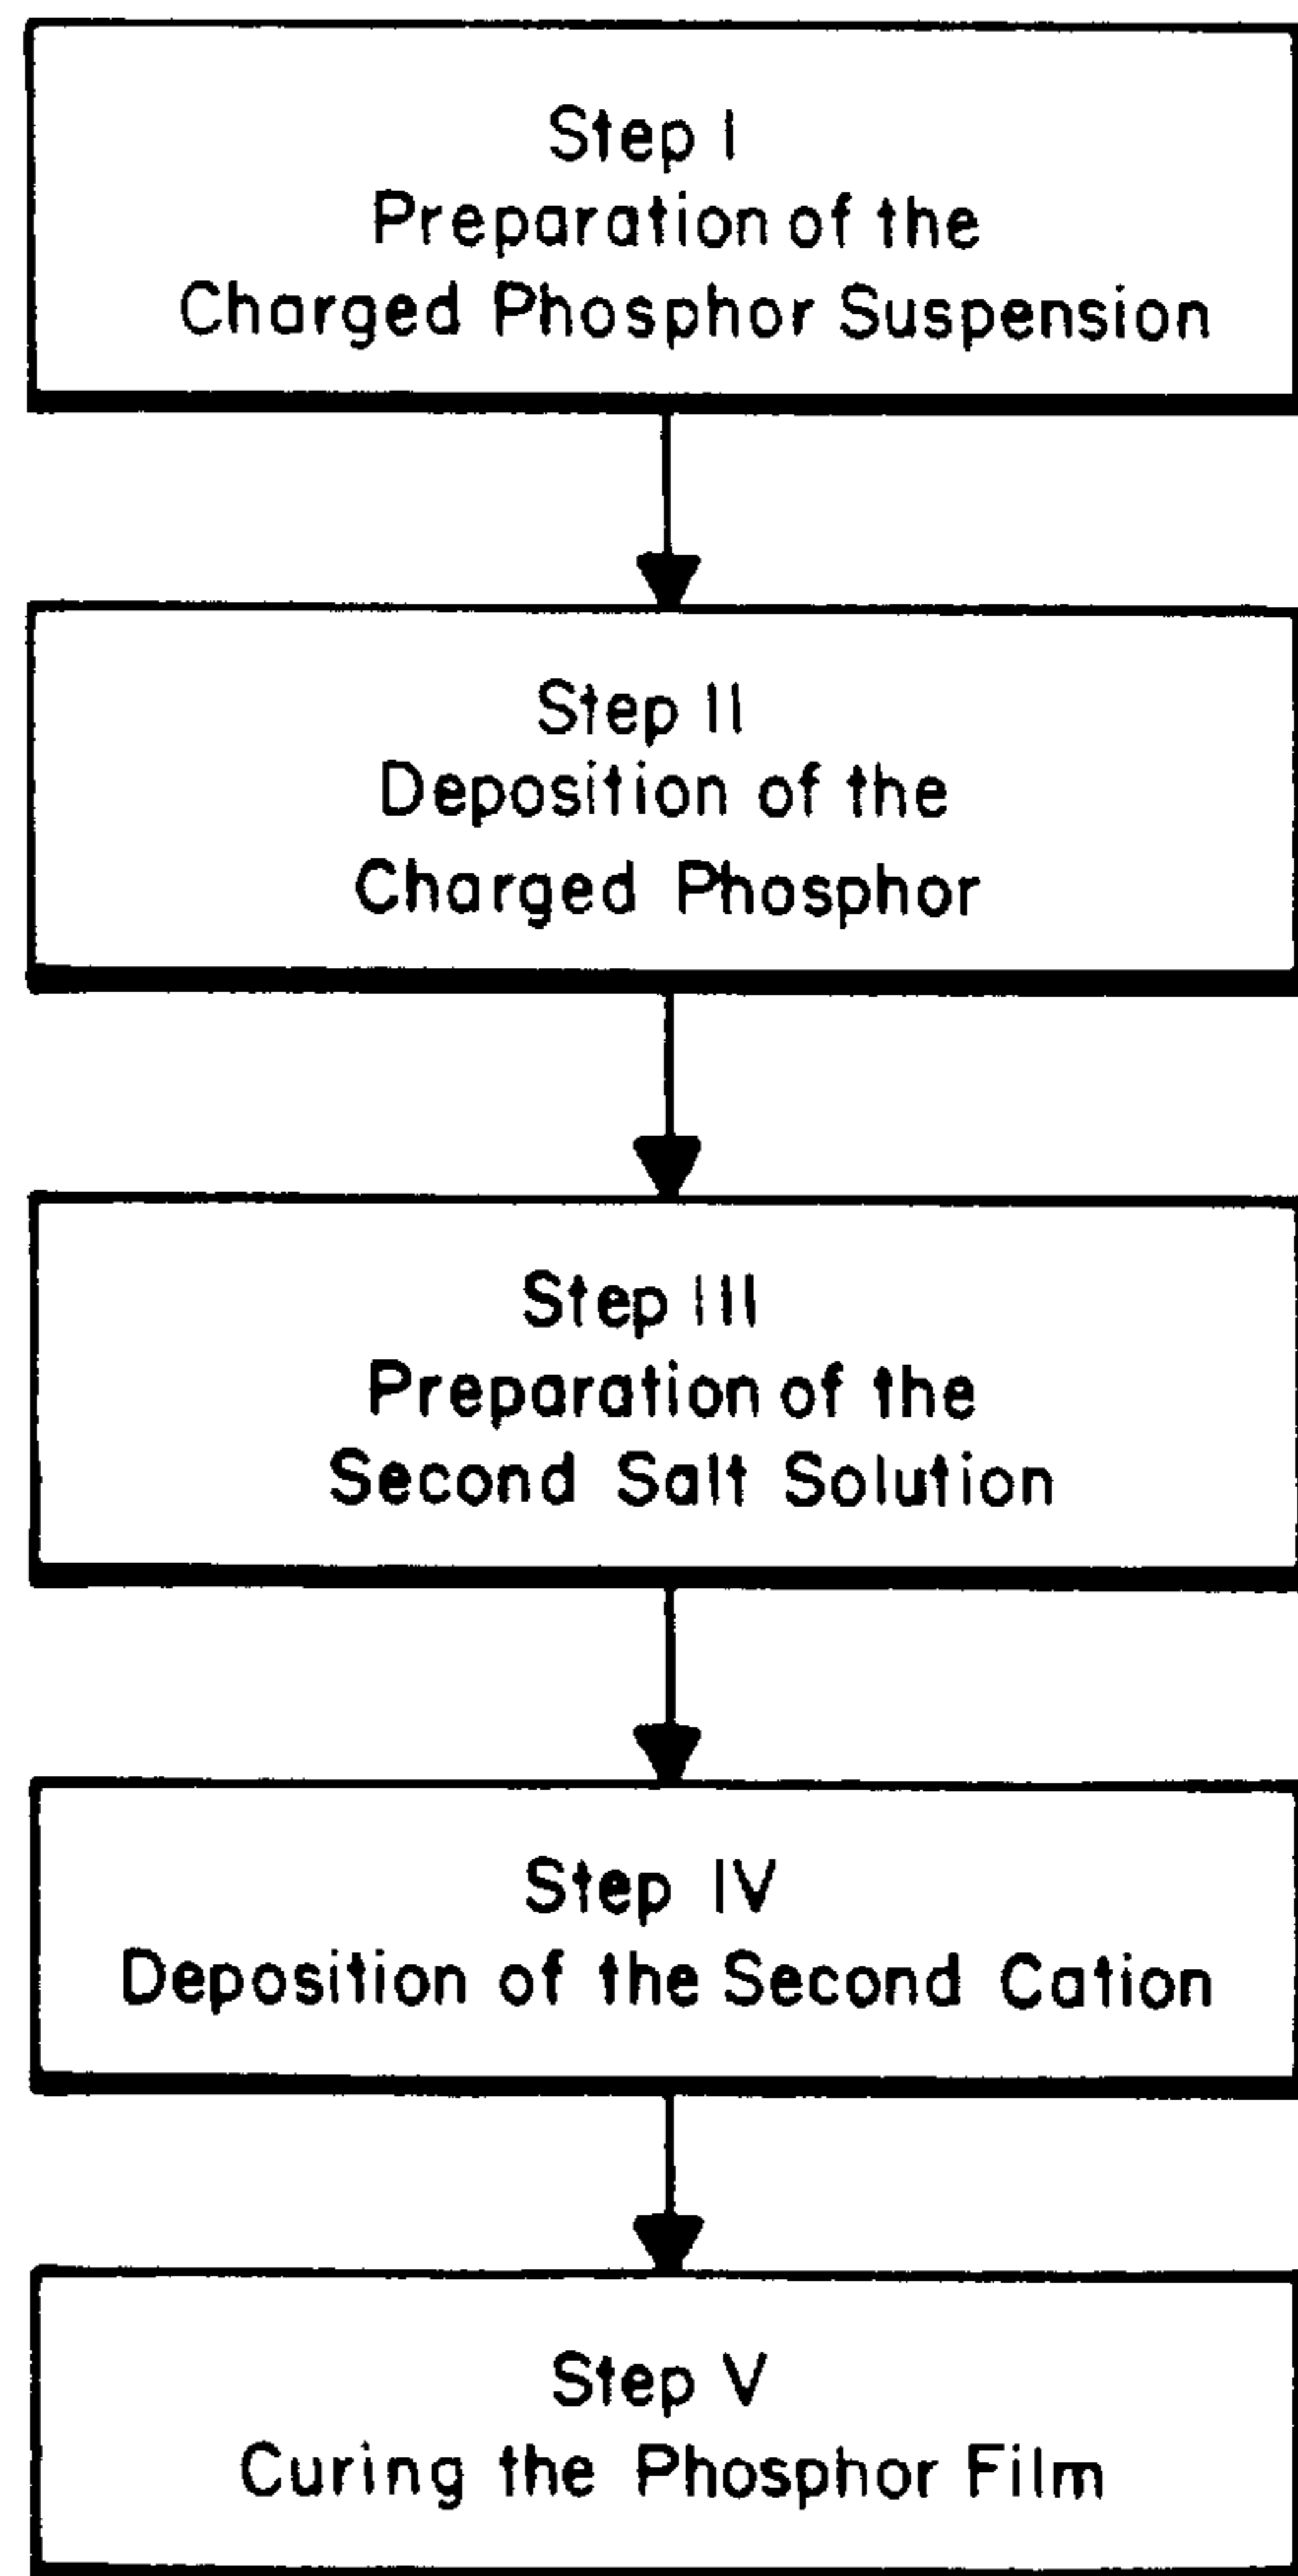 Step I
Preparation of the
Charged Phosphor Suspension
Step II
Deposition of the
Charged Phosphor
Step III
Preparation of the
Second Salt Solution
Step IV
Deposition of the Second Cation
Step V
Curing the Phosphor Film